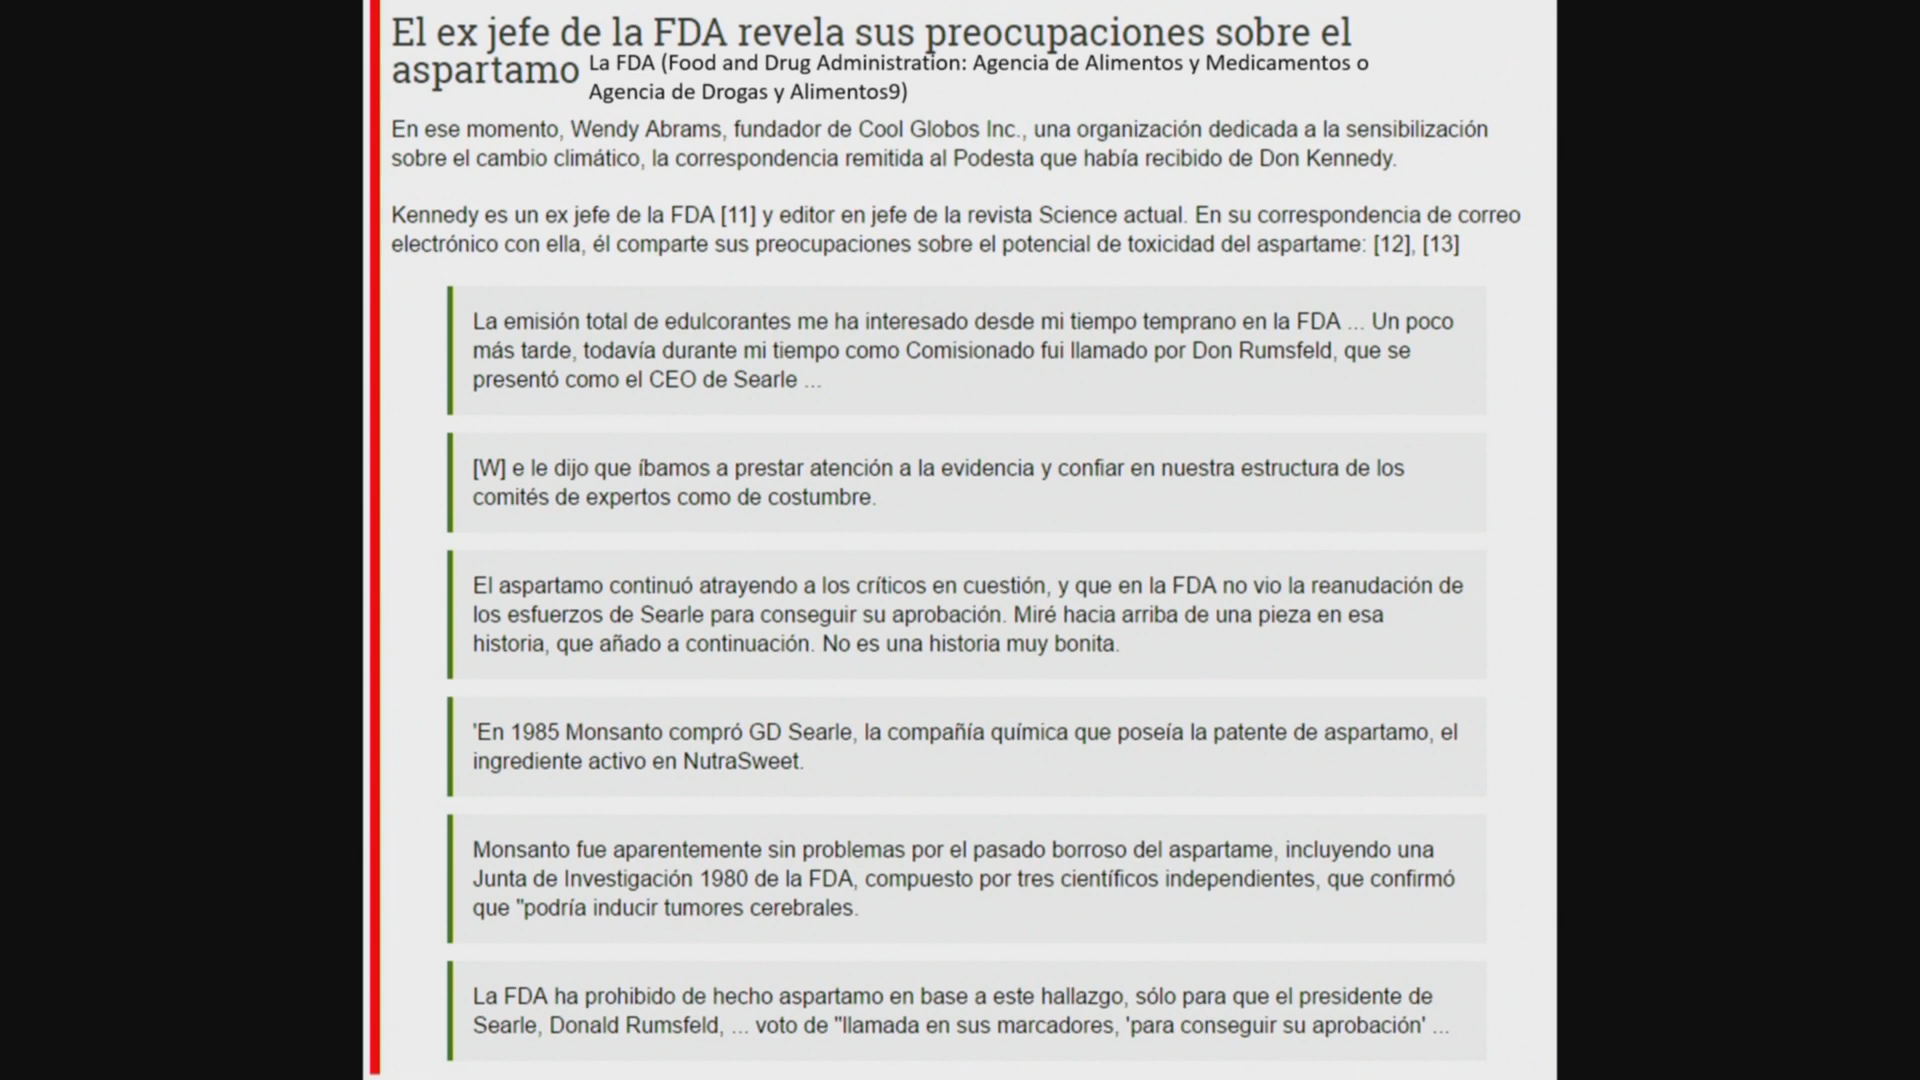 El ex jefe de la FDA revela sus preocupaciones sobre el
aspartamo
La FDA (Food and Drug Administration: Agencia de Alimentos y Medicamentos o
Agencia de Drogas y Alimentos9)
En ese momento, Wendy Abrams, fundador de Cool Globos Inc., una organización dedicada a la sensibilización
sobre el cambio climático, la correspondencia remitida al Podesta que había recibido de Don Kennedy.
Kennedy es un ex jefe de la FDA [11] y editor en jefe de la revista Science actual. En su correspondencia de correo
electrónico con ella, él comparte sus preocupaciones sobre el potencial de toxicidad del aspartame: [12], [13]
La emisión total de edulcorantes me ha interesado desde mi tiempo temprano en la FDA ... Un poco
más tarde, todavía durante mi tiempo como Comisionado fui llamado por Don Rumsfeld, que se
presentó como el CEO de Searle ...
[W] e le dijo que íbamos a prestar atención a la evidencia y confiar en nuestra estructura de los
comités de expertos como de costumbre.
El aspartamo continuó atrayendo a los críticos en cuestión, y que en la FDA no vio la reanudación de
los esfuerzos de Searle para conseguir su aprobación. Miré hacia arriba de una pieza en esa
historia, que añado a continuación. No es una historia muy bonita.
'En 1985 Monsanto compró GD Searle, la compañía química que poseía la patente de aspartamo, el
ingrediente activo en NutraSweet.
Monsanto fue aparentemente sin problemas por el pasado borroso del aspartame, incluyendo una
Junta de Investigación 1980 de la FDA, compuesto por tres científicos independientes, que confirmó
que "podría inducir tumores cerebrales.
La FDA ha prohibido de hecho aspartamo en base a este hallazgo, sólo para que el presidente de
Searle, Donald Rumsfeld, ... voto de "llamada en sus marcadores, 'para conseguir su aprobación' ...